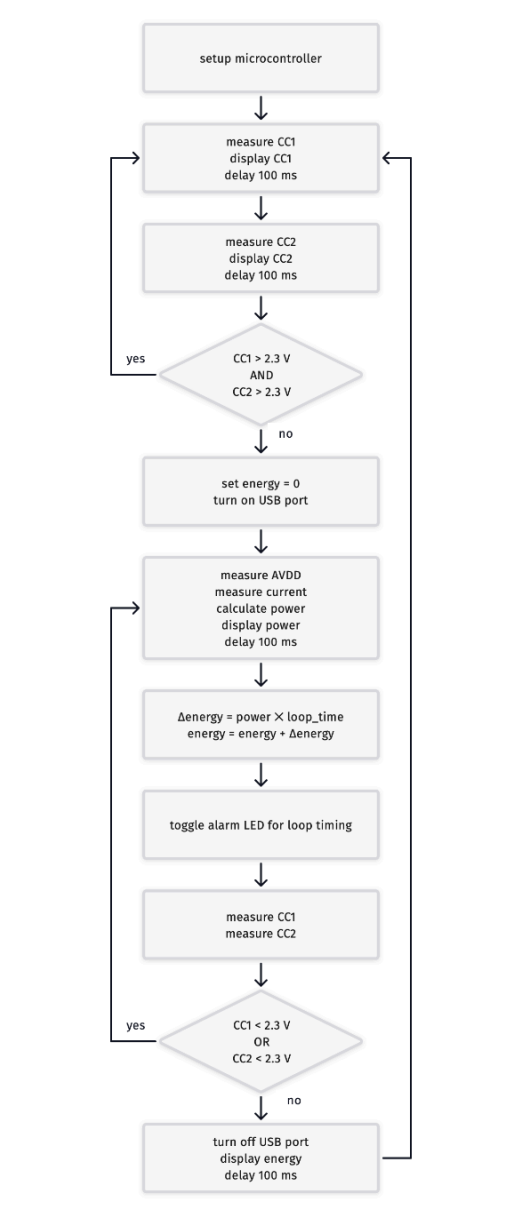 setup microcontroller
measure CC1
display CC1
delay 100 ms
measure CC2
display CC2
delay 100 ms
yes
CC1 > 2.3 V
AND
CC2 > 2.3 V
no
set energy = 0
turn on USB port
measure AVDD
measure current
calculate power
display power
delay 100 ms
Δenergy = power × loop_time
energy = energy + Δenergy
toggle alarm LED for loop timing
measure CC1
measure CC2
yes
CC1 < 2.3 V
OR
CC2 < 2.3 V
no
turn off USB port
display energy
delay 100 ms